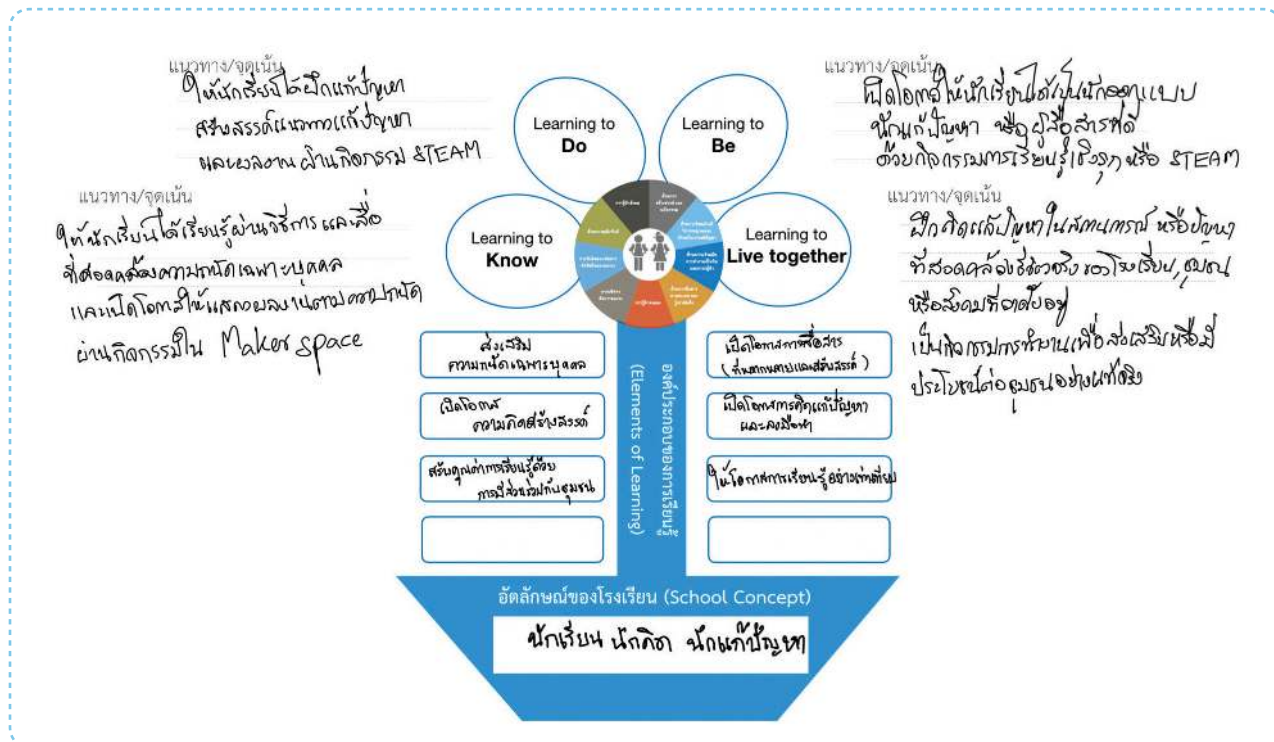 แนวทาง/จุดเน้น
ให้นักเรียนได้ฝึกแก้ปัญหา
สร้างสรรค์แนวทางแก้ปัญหา
และผลงาน ผ่านกิจกรรม STEAM
Learning to
Do
Learning to
Be
แนวทาง/จุดเน้น
เปิดโอกาสให้นักเรียนได้เป็นนักออกแบบ
นักแก้ปัญหา หรือผู้สื่อสารที่ดี
ด้วยกิจกรรมการเรียนรู้เชิงรุก หรือ STEAM
แนวทาง/จุดเน้น
ให้นักเรียนได้เรียนรู้ผ่านวิธีการและสื่อ
ที่สอดคล้องความถนัดเฉพาะบุคคล
และเปิดโอกาสให้แสดงผลงานตามความถนัด
ผ่านกิจกรรมใน Maker space
Learning to
Know
Learning to
Live together
แนวทาง/จุดเน้น
ฝึกคิดแก้ปัญหาในสถานการณ์ หรือปัญหา
ที่สอดคล้องชีวิตจริงของโรงเรียน, ชุมชน
หรือสังคมที่อาศัยอยู่
เป็นกิจกรรมการทำงานเพื่อส่งเสริมหรือมี
ประโยชน์ต่อชุมชนอย่างแท้จริง
ส่งเสริม
ความถนัดเฉพาะบุคคล
เปิดโอกาส
ความคิดสร้างสรรค์
สร้างคุณค่าการเรียนรู้ด้วย
การมีส่วนร่วมกับชุมชน
องค์ประกอบของการเรียนรู้
(Elements of Learning)
เปิดโอกาสการสื่อสาร
(ที่หลากหลายและสร้างสรรค์)
เปิดโอกาสการคิดแก้ปัญหา
และลงมือทำ
ให้โอกาสการเรียนรู้อย่างเท่าเทียม
อัตลักษณ์ของโรงเรียน (School Concept)
นักเรียน นักคิด นักแก้ปัญหา